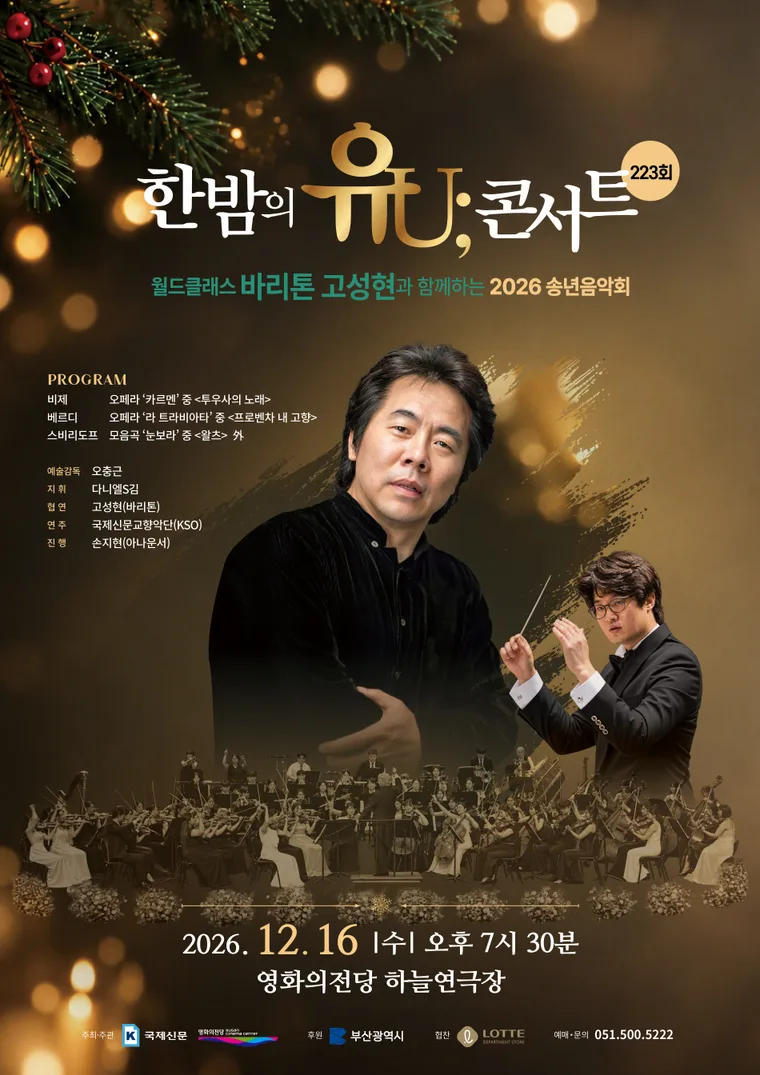 한밤의 유U;콘서트 223회
월드클래스 바리톤 고성현과 함께하는 2026 송년음악회
PROGRAM
비제 오페라 ‘카르멘’ 중 <투우사의 노래>
베르디 오페라 ‘라 트라비아타’ 중 <프로벤차 내 고향>
스비리도프 모음곡 ‘눈보라’ 중 <왈츠> 外
예술감독 오충근
지 휘 다니엘S김
협 연 고성현(바리톤)
연 주 국제신문교향악단(KSO)
진 행 손지현(아나운서)
2026. 12. 16 |수| 오후 7시 30분
영화의전당 하늘연극장
주최·주관 국제신문 영화의전당 busan cinema center 후원 부산광역시 협찬 LOTTE DEPARTMENT STORE 예매·문의 051.500.5222